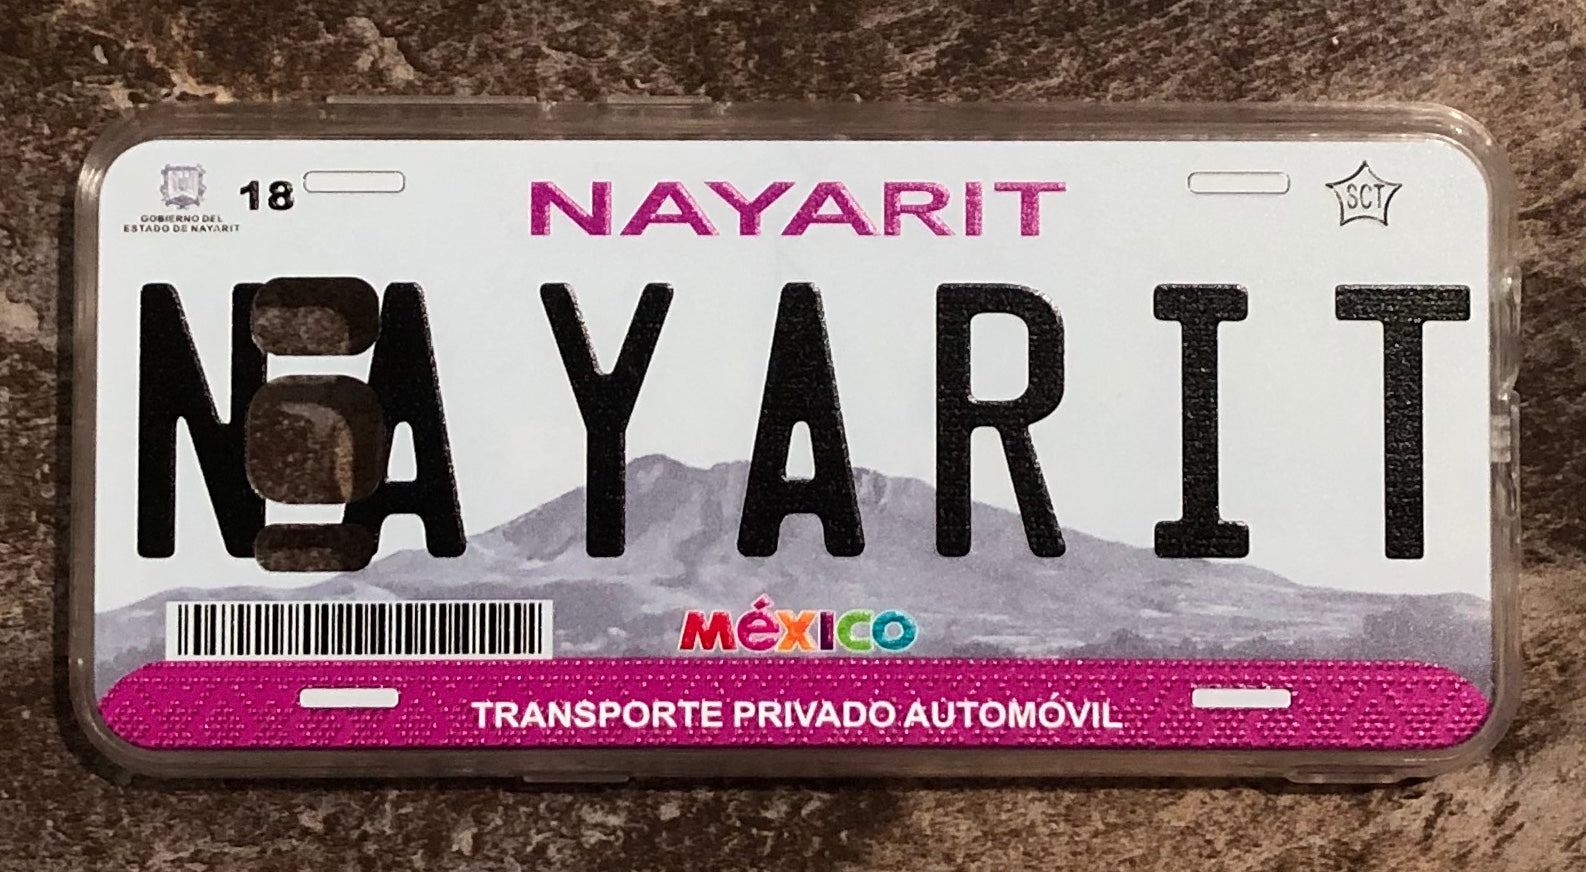 GOBIERNO DEL
ESTADO DE NAYARIT
18
NAYARIT
SCT
NAYARIT
MéXICO
TRANSPORTE PRIVADO AUTOMÓVIL